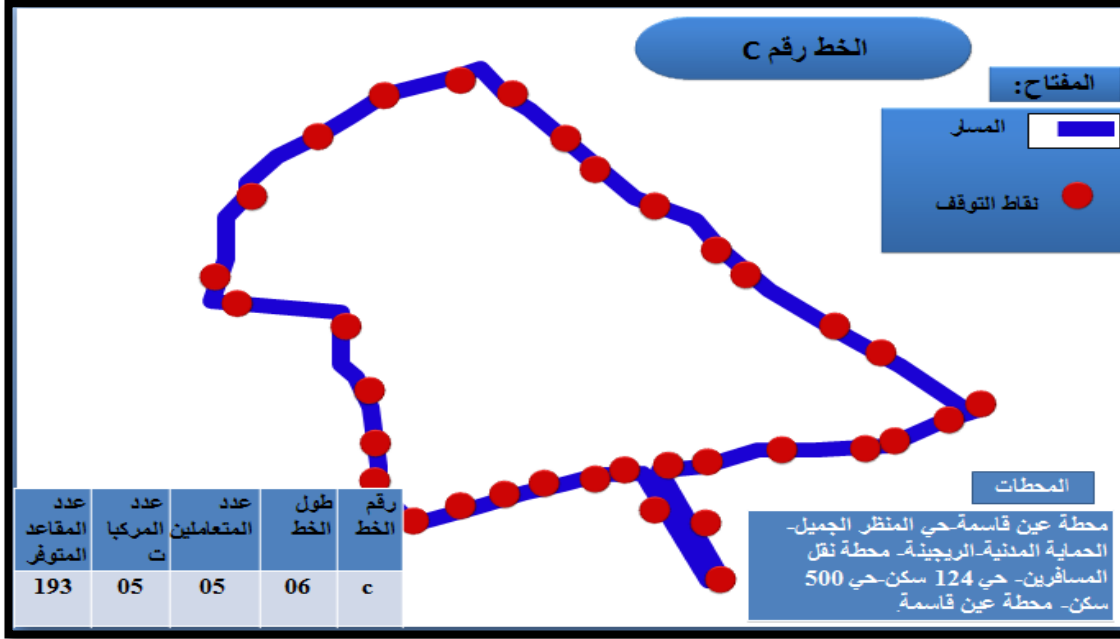 الخط رقم C
المفتاح:
المسار
نقاط التوقف
المحطات
محطة عين قاسمة-حي المنظر الجميل-
الحماية المدنية-الريجينة- محطة نقل
المسافرين- حي 124 سكن-حي 500
سكن- محطة عين قاسمة.
رقم الخط	طول الخط	عدد المتعاملين	عدد المركبات	عدد المقاعد المتوفر
c	06	05	05	193